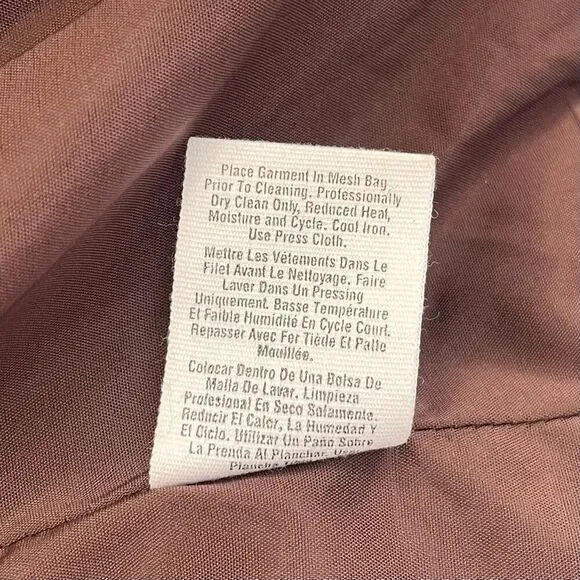 Place Garment In Mesh Bag
Prior To Cleaning. Professionally
Dry Clean Only, Reduced Heat,
Moisture and Cycle. Cool Iron.
Use Press Cloth.
Mettre Les Vêtements Dans Le
Filet Avant Le Nettoyage. Faire
Laver Dans Un Pressing
Uniquement. Basse Température
Et Faible Humidité En Cycle Court.
Repasser Avec Fer Tiède Et Patte
Mouillée.
Colocar Dentro De Una Bolsa De
Malla De Lavar. Limpieza
Profesional En Seco Solamente.
Reducir El Calor, La Humedad Y
El Ciclo. Utilizar Un Paño Sobre
La Prenda Al Planchar.
Plancha